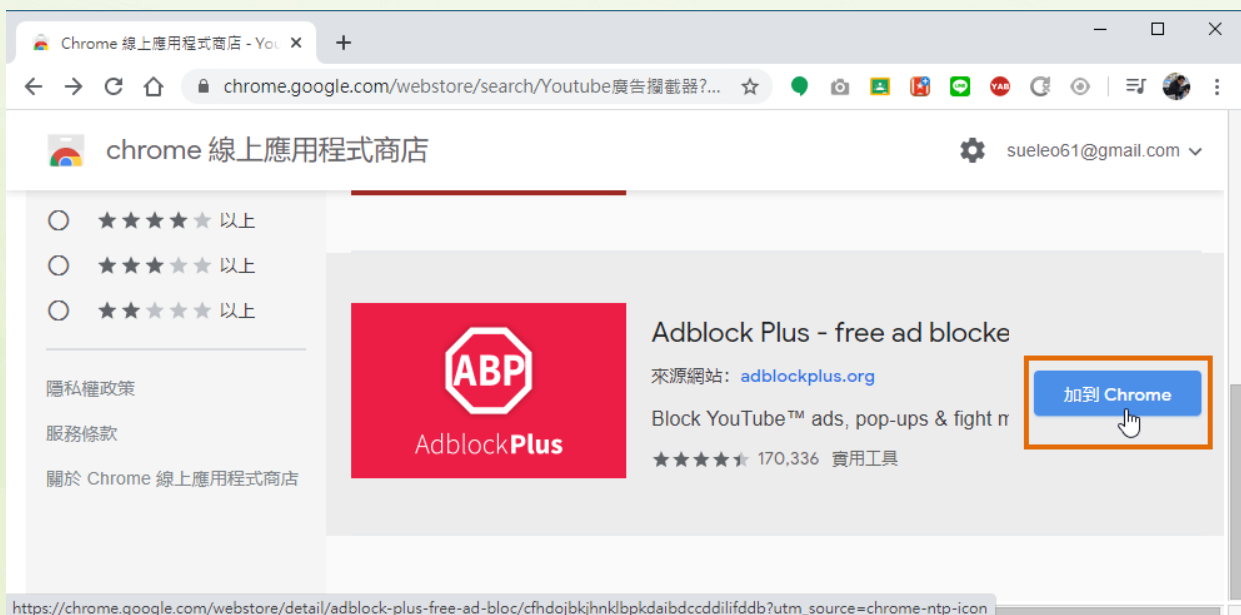 Chrome 線上應用程式商店 - You
chrome.google.com/webstore/search/Youtube廣告攔截器?...
YAB
chrome 線上應用程式商店
sueleo61@gmail.com
★★★★★ 以上
★★★★★ 以上
★★★★★ 以上
隱私權政策
服務條款
關於 Chrome 線上應用程式商店
ABP
AdblockPlus
Adblock Plus - free ad blocke
來源網站: adblockplus.org
Block YouTube™ ads, pop-ups & fight m
★★★★★ 170,336 實用工具
加到 Chrome
https://chrome.google.com/webstore/detail/adblock-plus-free-ad-bloc/cfhdojbkjhnklbpkdaibdccddilifddb?utm_source=chrome-ntp-icon